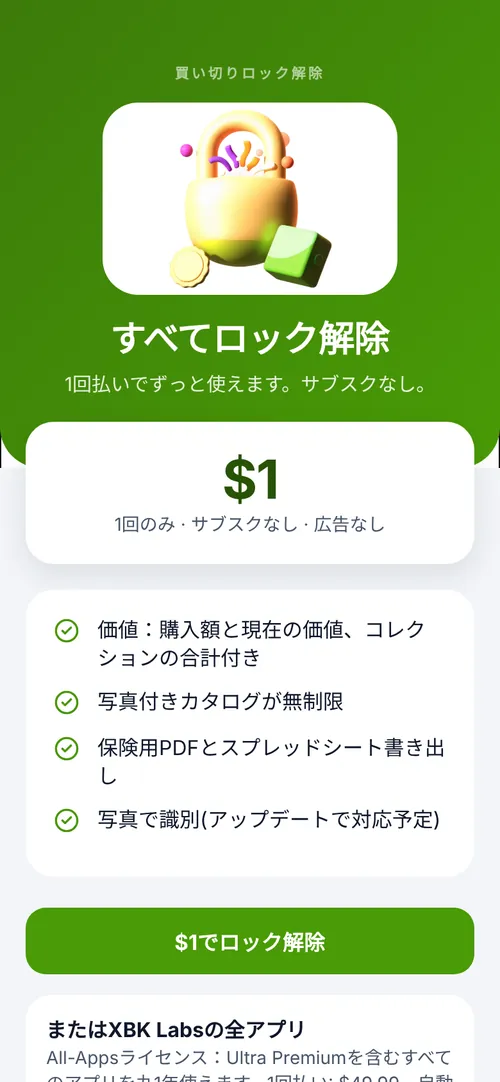 買い切りロック解除
すべてロック解除
1回払いでずっと使えます。サブスクなし。
$1
1回のみ · サブスクなし · 広告なし
価値：購入額と現在の価値、コレク
ションの合計付き
写真付きカタログが無制限
保険用PDFとスプレッドシート書き出
し
写真で識別(アップデートで対応予定)
$1でロック解除
またはXBK Labsの全アプリ
All-Appsライセンス：Ultra Premiumを含むすべて